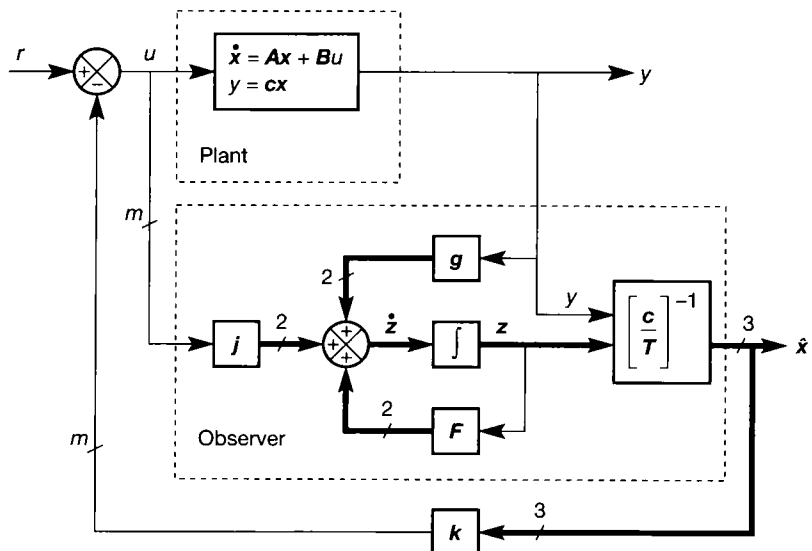 r
+
−
u
ẋ = Ax + Bu
y = cx
Plant
y
m
Observer
g
2
j
2
+
+
+
ż
∫
z
y
[c/T]⁻¹
3
x̂
2
F
m
k
3